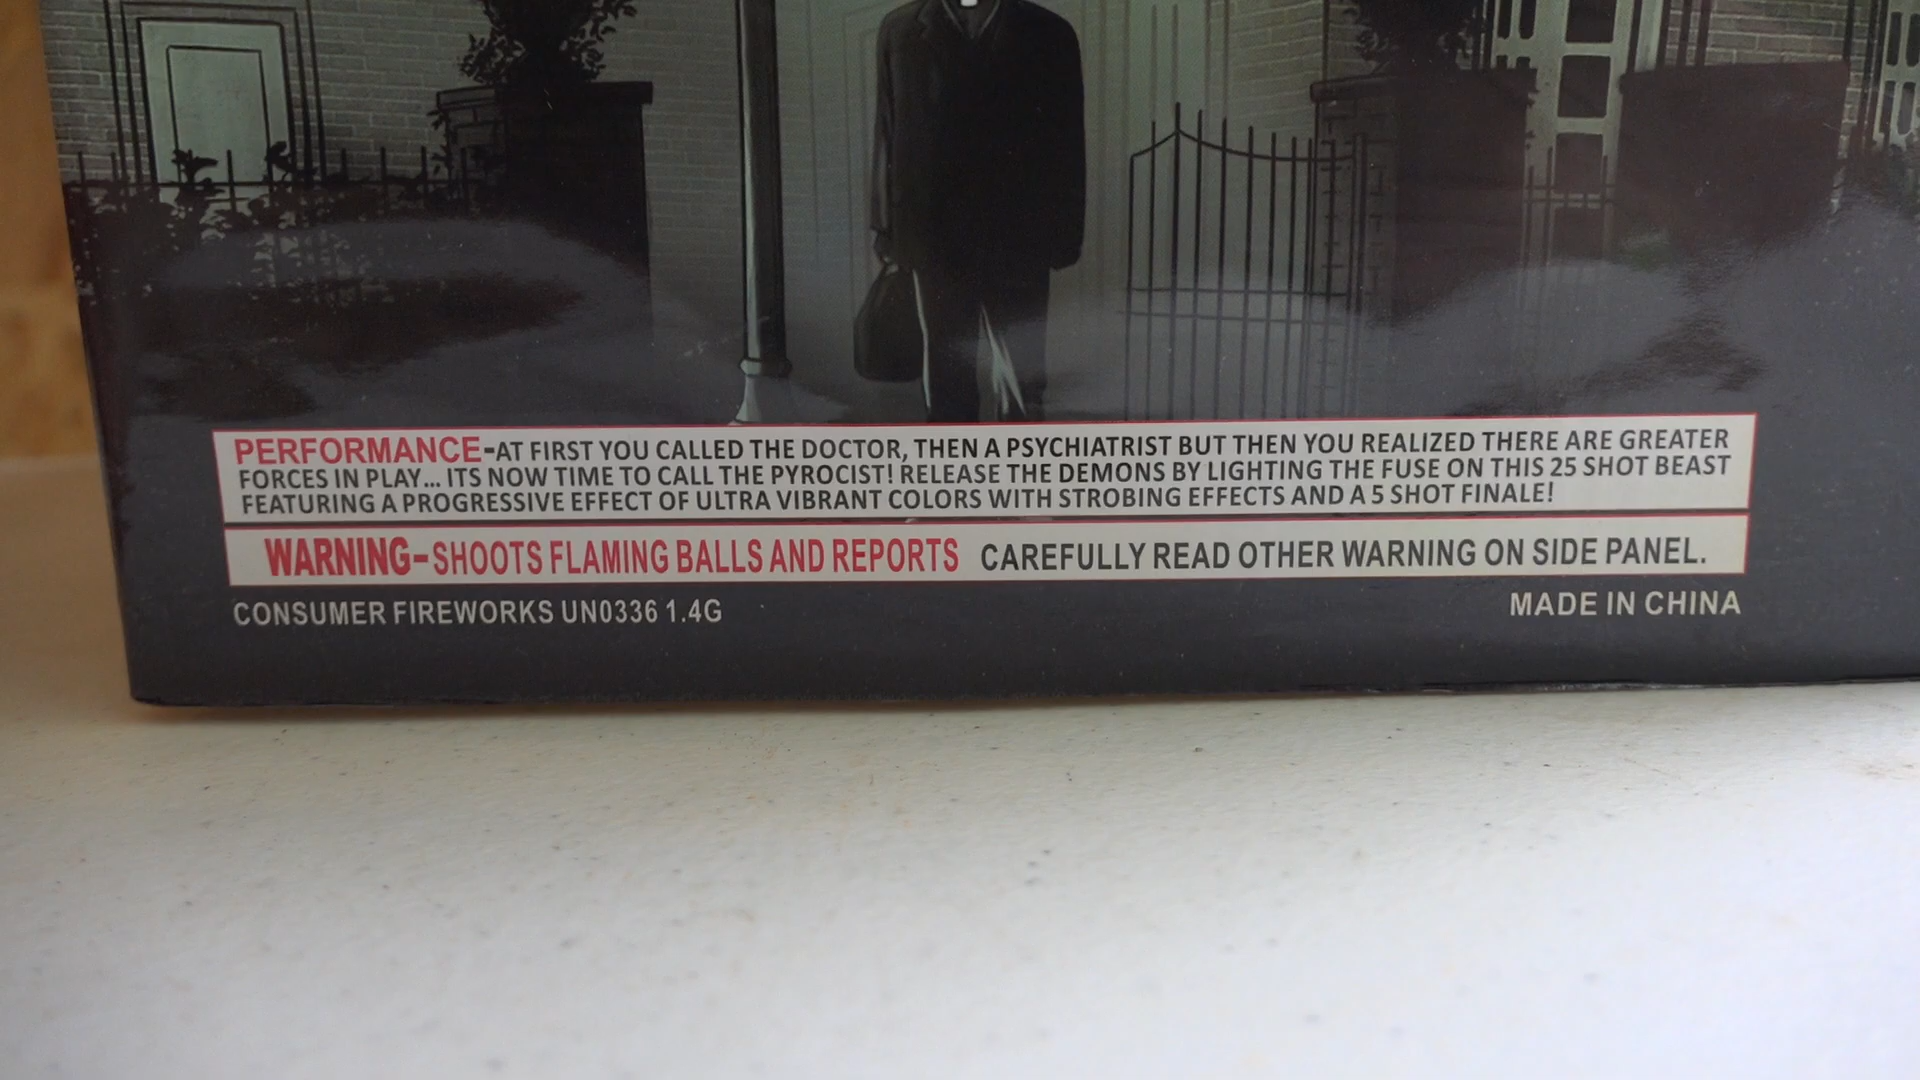 PERFORMANCE-AT FIRST YOU CALLED THE DOCTOR, THEN A PSYCHIATRIST BUT THEN YOU REALIZED THERE ARE GREATER
FORCES IN PLAY... ITS NOW TIME TO CALL THE PYROCIST! RELEASE THE DEMONS BY LIGHTING THE FUSE ON THIS 25 SHOT BEAST
FEATURING A PROGRESSIVE EFFECT OF ULTRA VIBRANT COLORS WITH STROBING EFFECTS AND A 5 SHOT FINALE!
WARNING-SHOOTS FLAMING BALLS AND REPORTS CAREFULLY READ OTHER WARNING ON SIDE PANEL.
CONSUMER FIREWORKS UN0336 1.4G
MADE IN CHINA